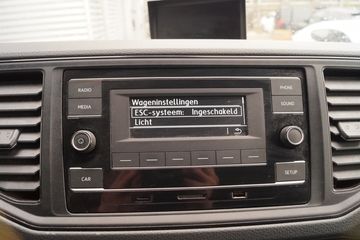 RADIO
PHONE
MEDIA
SOUND
Wageninstellingen
ESC-systeem: Ingeschakeld
Licht
CAR
SETUP